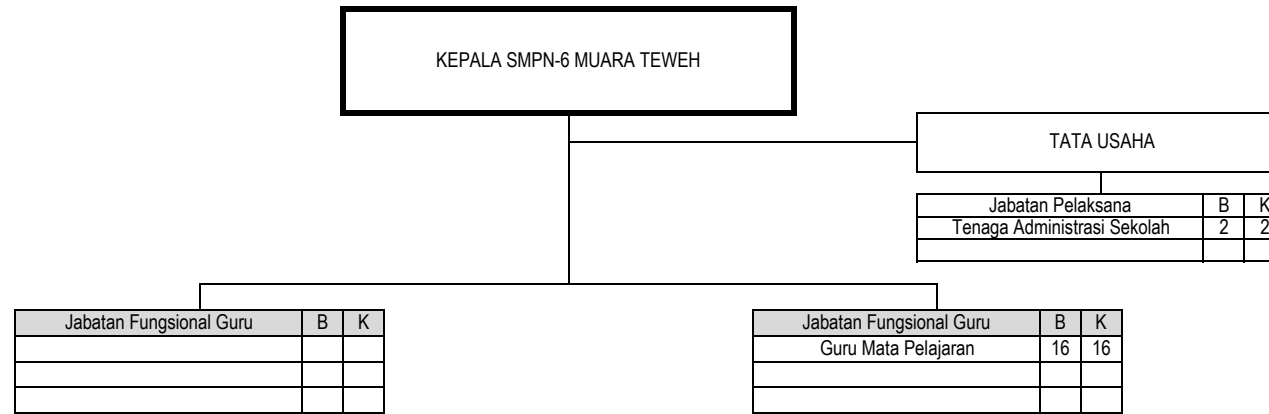 KEPALA SMPN-6 MUARA TEWEH
TATA USAHA
Jabatan Pelaksana B K
Tenaga Administrasi Sekolah 2 2
Jabatan Fungsional Guru B K
Jabatan Fungsional Guru B K
Guru Mata Pelajaran 16 16